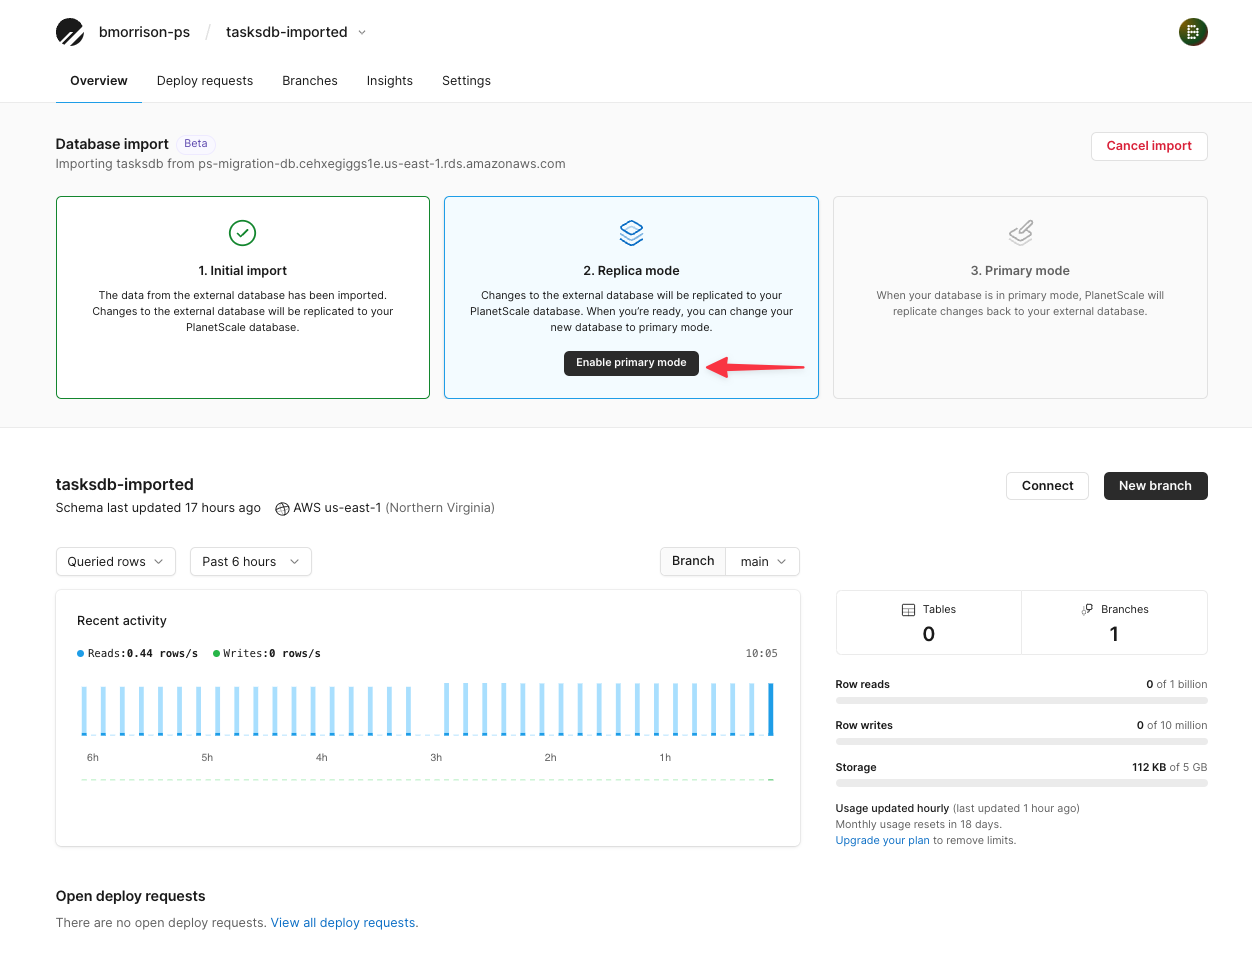 bmorrison-ps / tasksdb-imported
Overview Deploy requests Branches Insights Settings
Database import Beta
Importing tasksdb from ps-migration-db.cehxegiggs1e.us-east-1.rds.amazonaws.com
Cancel import
1. Initial import
The data from the external database has been imported.
Changes to the external database will be replicated to your
PlanetScale database.
2. Replica mode
Changes to the external database will be replicated to your
PlanetScale database. When you're ready, you can change your
new database to primary mode.
Enable primary mode
3. Primary mode
When your database is in primary mode, PlanetScale will
replicate changes back to your external database.
tasksdb-imported
Schema last updated 17 hours ago AWS us-east-1 (Northern Virginia)
Connect New branch
Queried rows Past 6 hours Branch main
Recent activity
Reads:0.44 rows/s Writes:0 rows/s 10:05
6h 5h 4h 3h 2h 1h
Tables
0
Branches
1
Row reads 0 of 1 billion
Row writes 0 of 10 million
Storage 112 KB of 5 GB
Usage updated hourly (last updated 1 hour ago)
Monthly usage resets in 18 days.
Upgrade your plan to remove limits.
Open deploy requests
There are no open deploy requests. View all deploy requests.